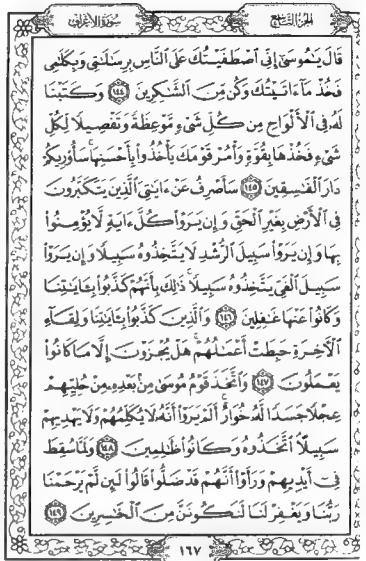 الجزء التاسع
سورة الأعراف
قَالَ يَٰمُوسَىٰٓ إِنِّي ٱصۡطَفَيۡتُكَ عَلَى ٱلنَّاسِ بِرِسَٰلَٰتِي وَبِكَلَٰمِي
فَخُذۡ مَآ ءَاتَيۡتُكَ وَكُن مِّنَ ٱلشَّٰكِرِينَ ١٤٤ وَكَتَبۡنَا
لَهُۥ فِي ٱلۡأَلۡوَاحِ مِن كُلِّ شَيۡءٖ مَّوۡعِظَةٗ وَتَفۡصِيلٗا لِّكُلِّ
شَيۡءٖ فَخُذۡهَا بِقُوَّةٖ وَأۡمُرۡ قَوۡمَكَ يَأۡخُذُواْ بِأَحۡسَنِهَاۚ سَأُوْرِيكُمۡ
دَارَ ٱلۡفَٰسِقِينَ ١٤٥ سَأَصۡرِفُ عَنۡ ءَايَٰتِيَ ٱلَّذِينَ يَتَكَبَّرُونَ
فِي ٱلۡأَرۡضِ بِغَيۡرِ ٱلۡحَقِّ وَإِن يَرَوۡاْ كُلَّ ءَايَةٖ لَّا يُؤۡمِنُواْ
بِهَا وَإِن يَرَوۡاْ سَبِيلَ ٱلرُّشۡدِ لَا يَتَّخِذُوهُ سَبِيلٗا وَإِن يَرَوۡاْ
سَبِيلَ ٱلۡغَيِّ يَتَّخِذُوهُ سَبِيلٗاۚ ذَٰلِكَ بِأَنَّهُمۡ كَذَّبُواْ بِـَٔايَٰتِنَا
وَكَانُواْ عَنۡهَا غَٰفِلِينَ ١٤٦ وَٱلَّذِينَ كَذَّبُواْ بِـَٔايَٰتِنَا وَلِقَآءِ
ٱلۡأٓخِرَةِ حَبِطَتۡ أَعۡمَٰلُهُمۡۚ هَلۡ يُجۡزَوۡنَ إِلَّا مَا كَانُواْ
يَعۡمَلُونَ ١٤٧ وَٱتَّخَذَ قَوۡمُ مُوسَىٰ مِنۢ بَعۡدِهِۦ مِنۡ حُلِيِّهِمۡ
عِجۡلٗا جَسَدٗا لَّهُۥ خُوَارٌۚ أَلَمۡ يَرَوۡاْ أَنَّهُۥ لَا يُكَلِّمُهُمۡ وَلَا يَهۡدِيهِمۡ
سَبِيلًاۘ ٱتَّخَذُوهُ وَكَانُواْ ظَٰلِمِينَ ١٤٨ وَلَمَّا سُقِطَ
فِيٓ أَيۡدِيهِمۡ وَرَأَوۡاْ أَنَّهُمۡ قَدۡ ضَلُّواْ قَالُواْ لَئِن لَّمۡ يَرۡحَمۡنَا
رَبُّنَا وَيَغۡفِرۡ لَنَا لَنَكُونَنَّ مِنَ ٱلۡخَٰسِرِينَ ١٤٩
١٦٧